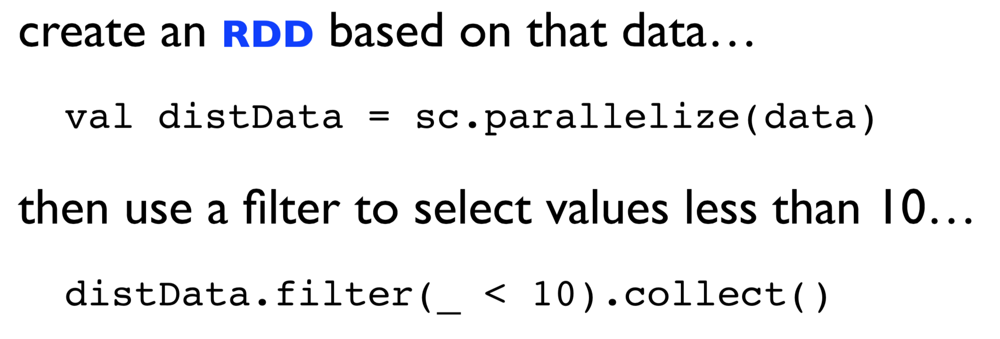 create an RDD based on that data…
val distData = sc.parallelize(data)
then use a filter to select values less than 10…
distData.filter(_ < 10).collect()